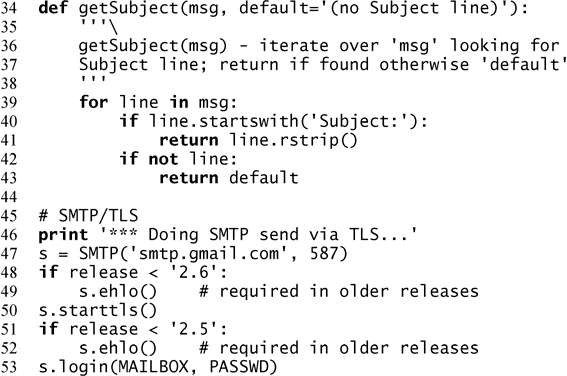 34 def getSubject(msg, default='(no Subject line)'):
35     '''\
36     getSubject(msg) - iterate over 'msg' looking for
37     Subject line; return if found otherwise 'default'
38     '''
39     for line in msg:
40         if line.startswith('Subject:'):
41             return line.rstrip()
42         if not line:
43             return default
44
45 # SMTP/TLS
46 print '*** Doing SMTP send via TLS...'
47 s = SMTP('smtp.gmail.com', 587)
48 if release < '2.6':
49     s.ehlo()    # required in older releases
50 s.starttls()
51 if release < '2.5':
52     s.ehlo()    # required in older releases
53 s.login(MAILBOX, PASSWD)